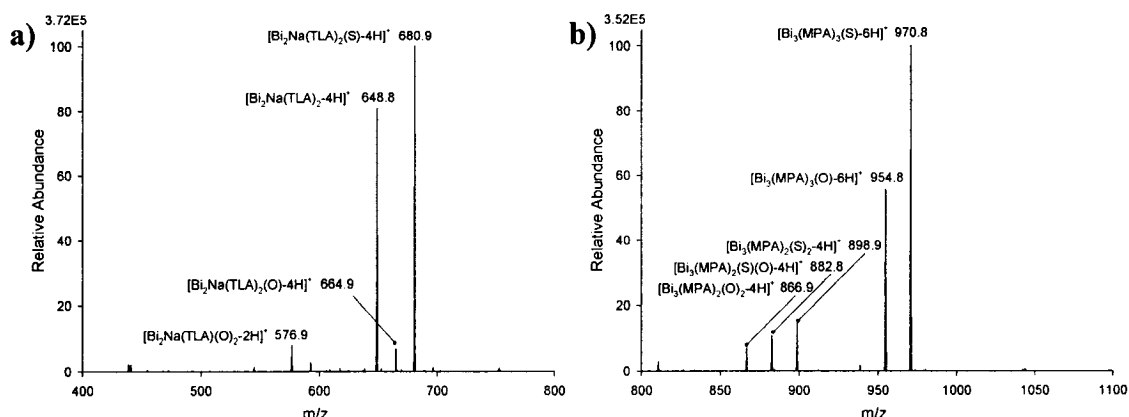 a)
3.72E5
[Bi₂Na(TLA)₂(S)-4H]⁺ 680.9
[Bi₂Na(TLA)₂-4H]⁺ 648.8
[Bi₂Na(TLA)₂(O)-4H]⁺ 664.9
[Bi₂Na(TLA)(O)₂-2H]⁺ 576.9
Relative Abundance
100
80
60
40
20
0
400
500
600
700
800
m/z
b)
3.52E5
[Bi₃(MPA)₃(S)-6H]⁺ 970.8
[Bi₃(MPA)₃(O)-6H]⁺ 954.8
[Bi₃(MPA)₂(S)₂-4H]⁺ 898.9
[Bi₃(MPA)₂(S)(O)-4H]⁺ 882.8
[Bi₃(MPA)₂(O)₂-4H]⁺ 866.9
Relative Abundance
100
80
60
40
20
0
800
850
900
950
1000
1050
1100
m/z